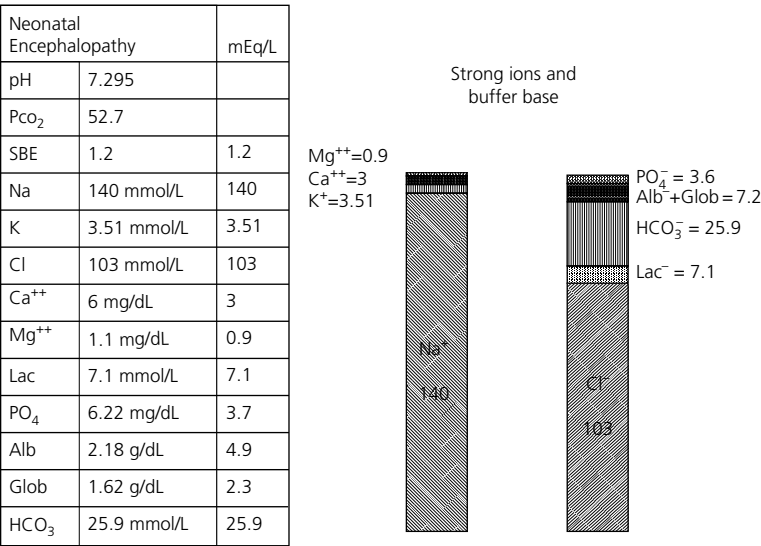 Neonatal
Encephalopathy mEq/L
pH 7.295
Pco₂ 52.7
SBE 1.2 1.2
Na 140 mmol/L 140
K 3.51 mmol/L 3.51
Cl 103 mmol/L 103
Ca⁺⁺ 6 mg/dL 3
Mg⁺⁺ 1.1 mg/dL 0.9
Lac 7.1 mmol/L 7.1
PO₄ 6.22 mg/dL 3.7
Alb 2.18 g/dL 4.9
Glob 1.62 g/dL 2.3
HCO₃ 25.9 mmol/L 25.9
Strong ions and
buffer base
Mg⁺⁺=0.9
Ca⁺⁺=3
K⁺=3.51
Na⁺
140
PO₄⁻ = 3.6
Alb⁻+Glob = 7.2
HCO₃⁻ = 25.9
Lac⁻ = 7.1
Cl⁻
103